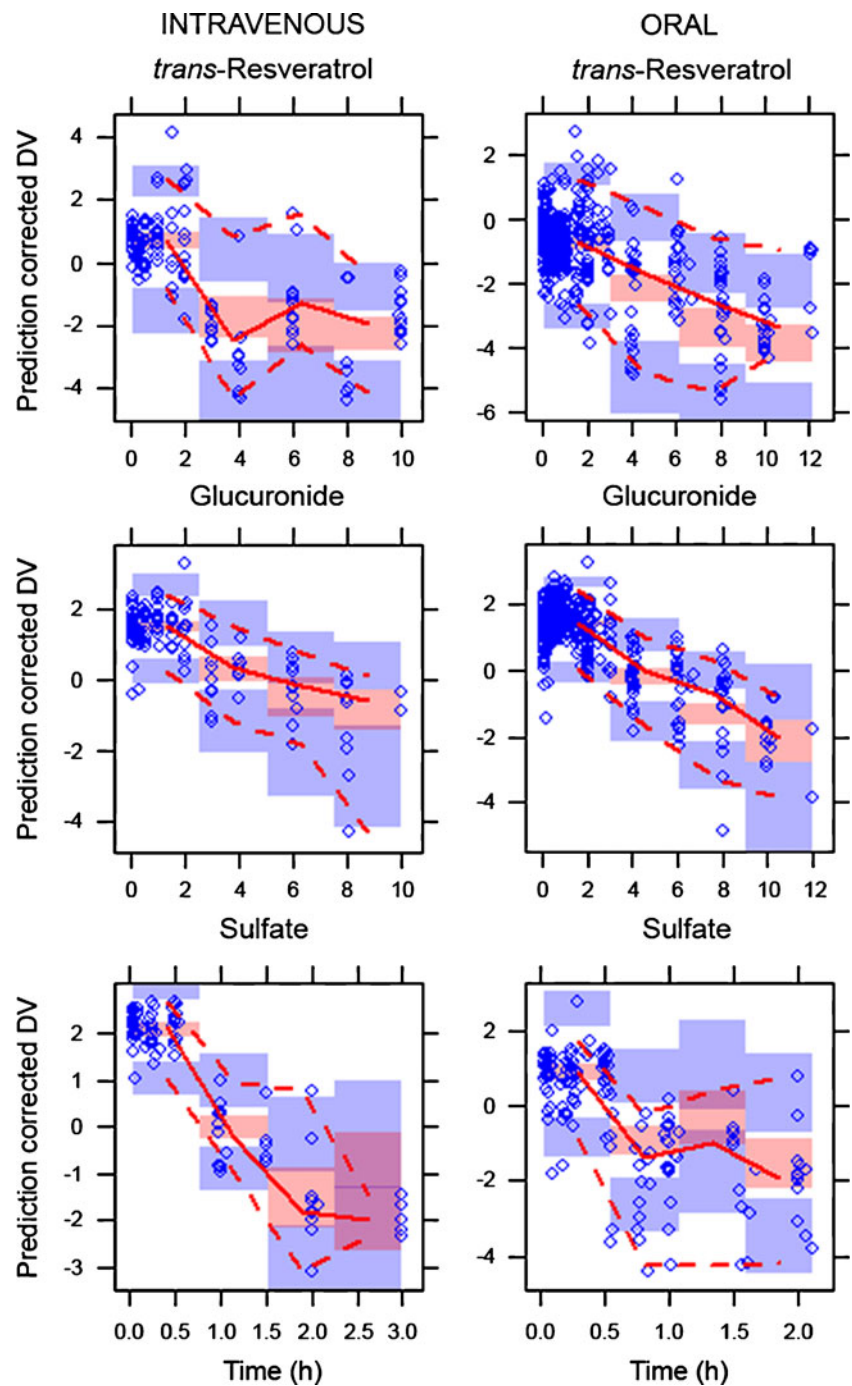 INTRAVENOUS ORAL
trans-Resveratrol trans-Resveratrol
Prediction corrected DV
4
2
0
-2
-4
2
0
-2
-4
-6
0 2 4 6 8 10 0 2 4 6 8 10 12
Glucuronide Glucuronide
Prediction corrected DV
2
0
-2
-4
2
0
-2
-4
0 2 4 6 8 10 0 2 4 6 8 10 12
Sulfate Sulfate
Prediction corrected DV
2
1
0
-1
-2
-3
2
0
-2
-4
0.0 0.5 1.0 1.5 2.0 2.5 3.0 0.0 0.5 1.0 1.5 2.0
Time (h) Time (h)